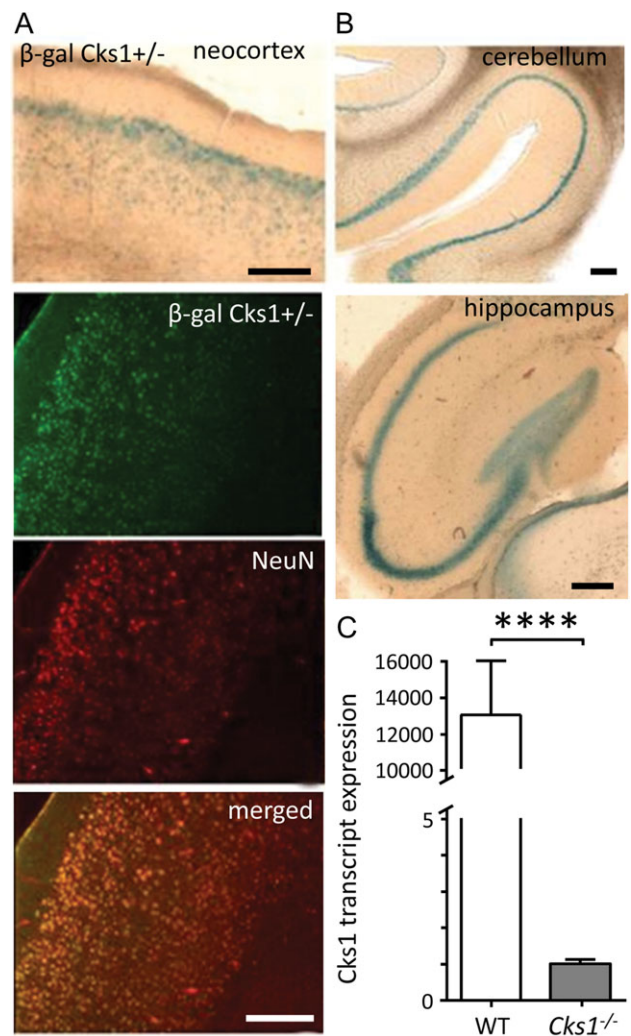 A
β-gal Cks1+/- neocortex
β-gal Cks1+/-
NeuN
merged
B
cerebellum
hippocampus
C
****
16000
14000
12000
10000
5
0
Cks1 transcript expression
WT Cks1-/-